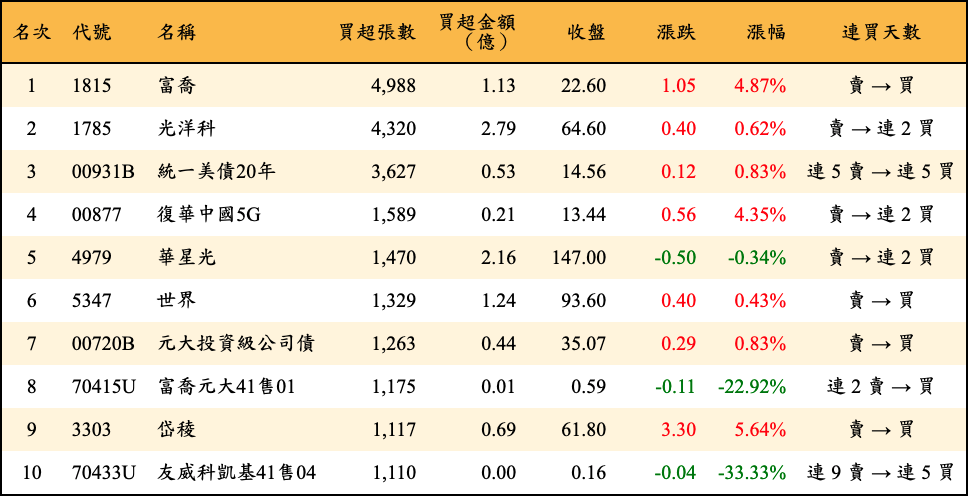 名次 代號 名稱 買超張數 買超金額（億） 收盤 漲跌 漲幅 連買天數
1 1815 富喬 4,988 1.13 22.60 1.05 4.87% 賣 → 買
2 1785 光洋科 4,320 2.79 64.60 0.40 0.62% 賣 → 連 2 買
3 00931B 統一美債20年 3,627 0.53 14.56 0.12 0.83% 連 5 賣 → 連 5 買
4 00877 復華中國5G 1,589 0.21 13.44 0.56 4.35% 賣 → 連 2 買
5 4979 華星光 1,470 2.16 147.00 -0.50 -0.34% 賣 → 連 2 買
6 5347 世界 1,329 1.24 93.60 0.40 0.43% 賣 → 買
7 00720B 元大投資級公司債 1,263 0.44 35.07 0.29 0.83% 賣 → 買
8 70415U 富喬元大41售01 1,175 0.01 0.59 -0.11 -22.92% 連 2 賣 → 買
9 3303 岱稜 1,117 0.69 61.80 3.30 5.64% 賣 → 買
10 70433U 友威科凱基41售04 1,110 0.00 0.16 -0.04 -33.33% 連 9 賣 → 連 5 買